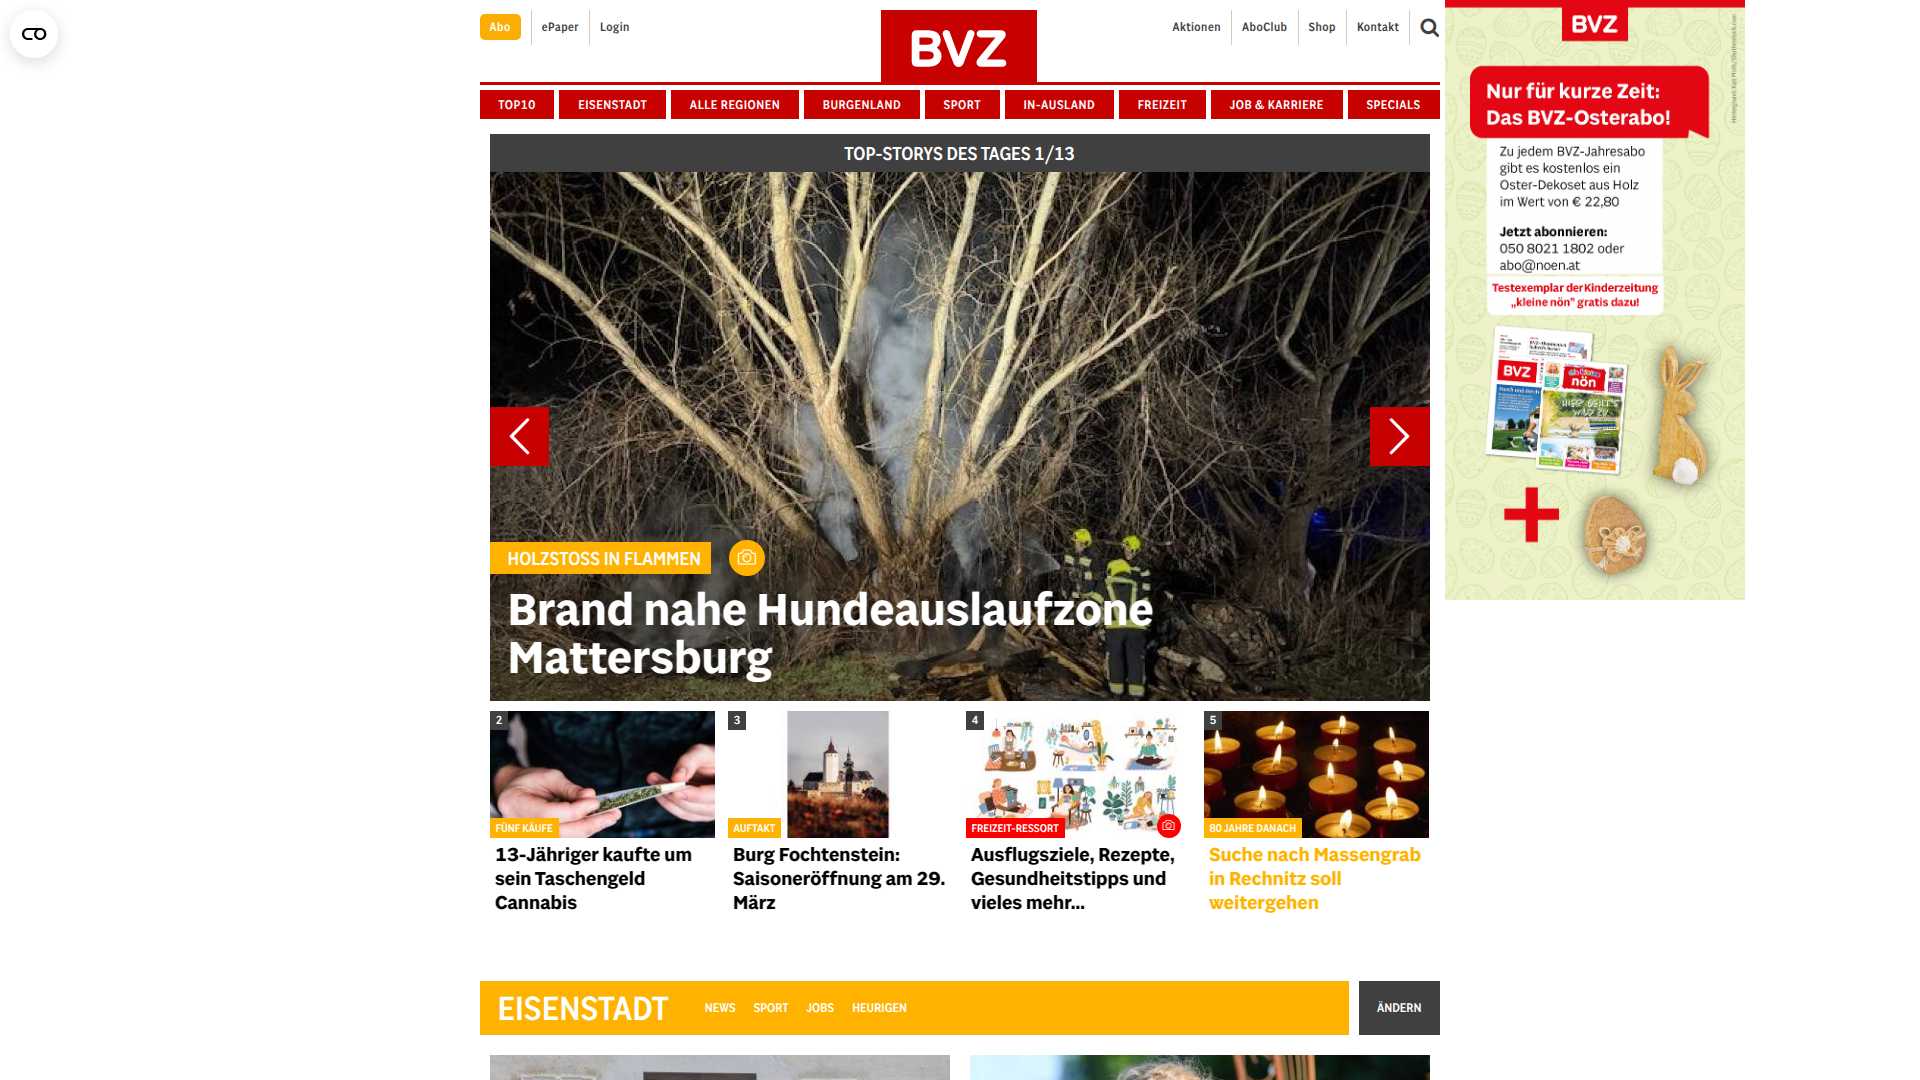 Abo
ePaper
Login
BVZ
Aktionen
AboClub
Shop
Kontakt
TOP10
EISENSTADT
ALLE REGIONEN
BURGENLAND
SPORT
IN-AUSLAND
FREIZEIT
JOB & KARRIERE
SPECIALS
TOP-STORYS DES TAGES 1/13
HOLZSTOSS IN FLAMMEN
Brand nahe Hundeauslaufzone
Mattersburg
2
FÜNF KÄUFE
13-Jähriger kaufte um
sein Taschengeld
Cannabis
3
AUFTAKT
Burg Fochtenstein:
Saisoneröffnung am 29.
März
4
FREIZEIT-RESSORT
Ausflugsziele, Rezepte,
Gesundheitstipps und
vieles mehr...
5
80 JAHRE DANACH
Suche nach Massengrab
in Rechnitz soll
weitergehen
EISENSTADT
NEWS
SPORT
JOBS
HEURIGEN
ÄNDERN
BVZ
Nur für kurze Zeit:
Das BVZ-Osterabo!
Zu jedem BVZ-Jahresabo
gibt es kostenlos ein
Oster-Dekoset aus Holz
im Wert von € 22,80
Jetzt abonnieren:
050 8021 1802 oder
abo@noen.at
Testexemplar der Kinderzeitung
„kleine nön" gratis dazu!
BVZ
nön